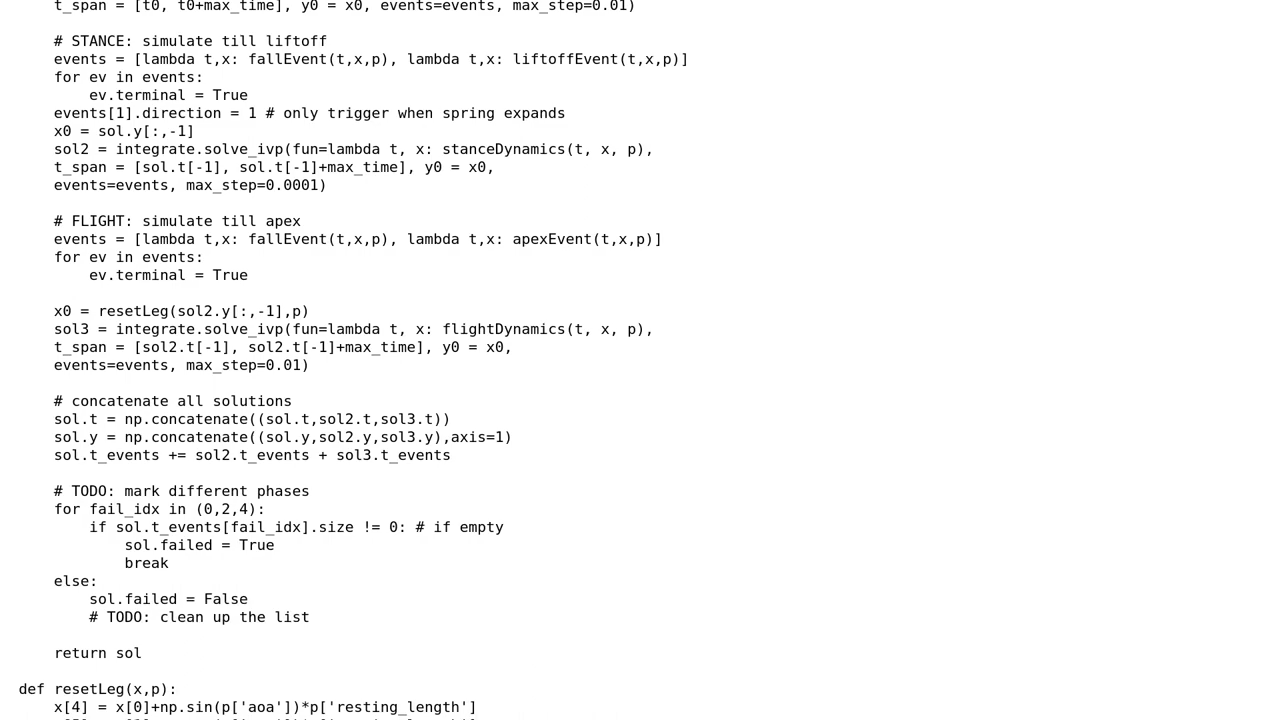 t_span = [t0, t0+max_time], y0 = x0, events=events, max_step=0.01)
# STANCE: simulate till liftoff
events = [lambda t,x: fallEvent(t,x,p), lambda t,x: liftoffEvent(t,x,p)]
for ev in events:
ev.terminal = True
events[1].direction = 1 # only trigger when spring expands
x0 = sol.y[:,-1]
sol2 = integrate.solve_ivp(fun=lambda t, x: stanceDynamics(t, x, p),
t_span = [sol.t[-1], sol.t[-1]+max_time], y0 = x0,
events=events, max_step=0.0001)
# FLIGHT: simulate till apex
events = [lambda t,x: fallEvent(t,x,p), lambda t,x: apexEvent(t,x,p)]
for ev in events:
ev.terminal = True
x0 = resetLeg(sol2.y[:,-1],p)
sol3 = integrate.solve_ivp(fun=lambda t, x: flightDynamics(t, x, p),
t_span = [sol2.t[-1], sol2.t[-1]+max_time], y0 = x0,
events=events, max_step=0.01)
# concatenate all solutions
sol.t = np.concatenate((sol.t,sol2.t,sol3.t))
sol.y = np.concatenate((sol.y,sol2.y,sol3.y),axis=1)
sol.t_events += sol2.t_events + sol3.t_events
# TODO: mark different phases
for fail_idx in (0,2,4):
if sol.t_events[fail_idx].size != 0: # if empty
sol.failed = True
break
else:
sol.failed = False
# TODO: clean up the list
return sol
def resetLeg(x,p):
x[4] = x[0]+np.sin(p['aoa'])*p['resting_length']